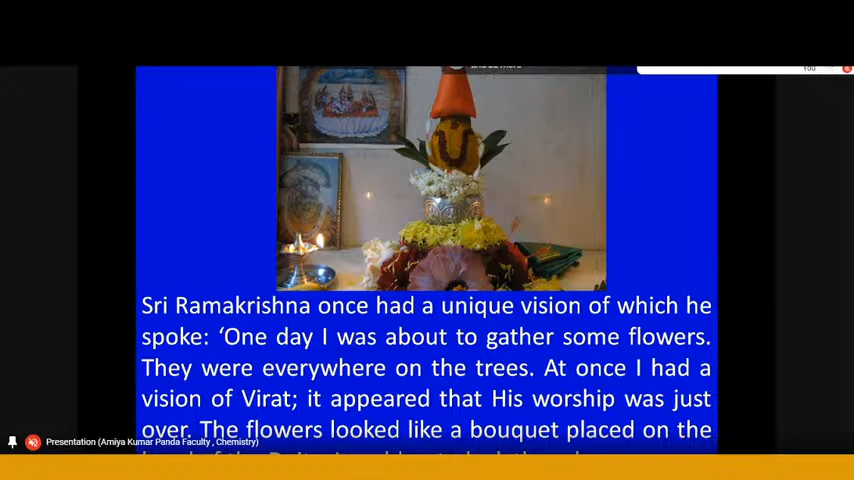 You
Sri Ramakrishna once had a unique vision of which he
spoke: ‘One day I was about to gather some flowers.
They were everywhere on the trees. At once I had a
vision of Virat; it appeared that His worship was just
over. The flowers looked like a bouquet placed on the
Presentation (Amiya Kumar Panda Faculty , Chemistry)